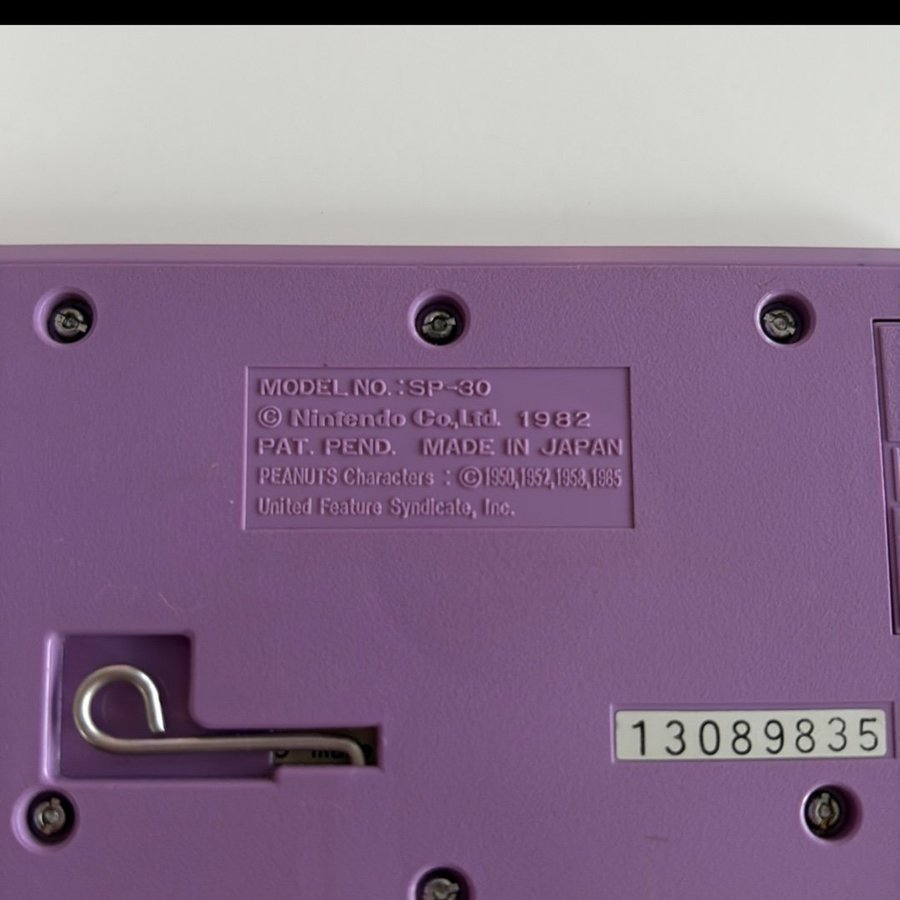 MODEL NO.:SP-30
© Nintendo Co.,Ltd. 1982
PAT. PEND. MADE IN JAPAN
PEANUTS Characters : ©1950,1952,1958,1965
United Feature Syndicate, Inc.
13089835